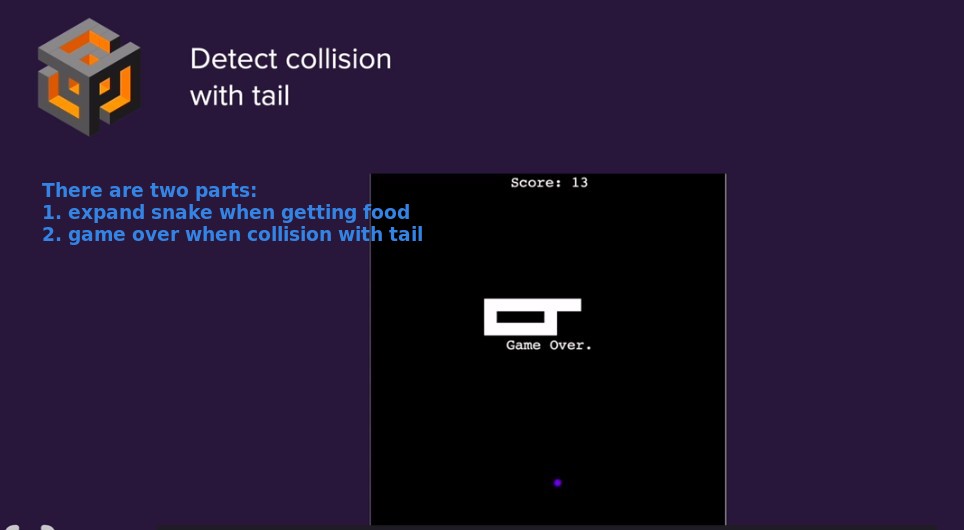 Detect collision
with tail
There are two parts:
1. expand snake when getting food
2. game over when collision with tail
Score: 13
Game Over.